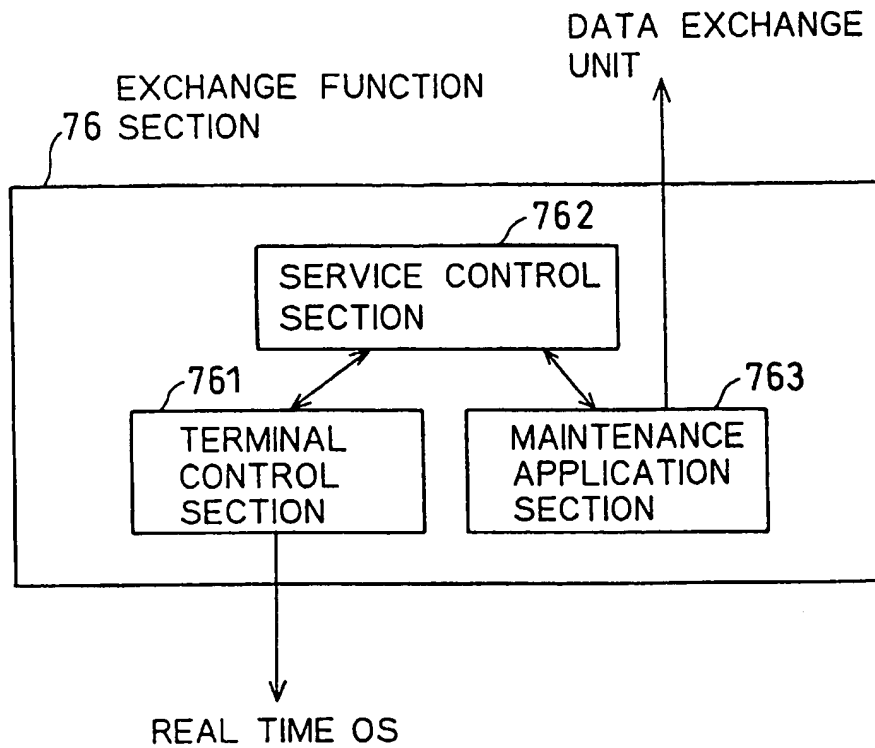 DATA EXCHANGE
UNIT
EXCHANGE FUNCTION
76 SECTION
762
SERVICE CONTROL
SECTION
761
TERMINAL
CONTROL
SECTION
763
MAINTENANCE
APPLICATION
SECTION
REAL TIME OS